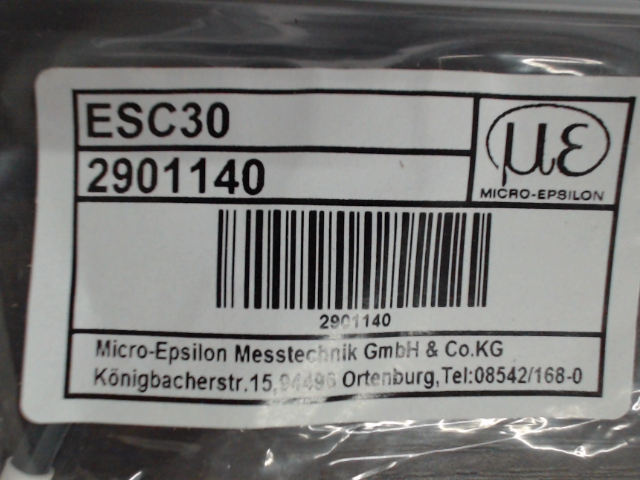 ESC30
με
MICRO-EPSILON
2901140
2901140
Micro-Epsilon Messtechnik GmbH & Co.KG
Königbacherstr.15,94496 Ortenburg,Tel:08542/168-0